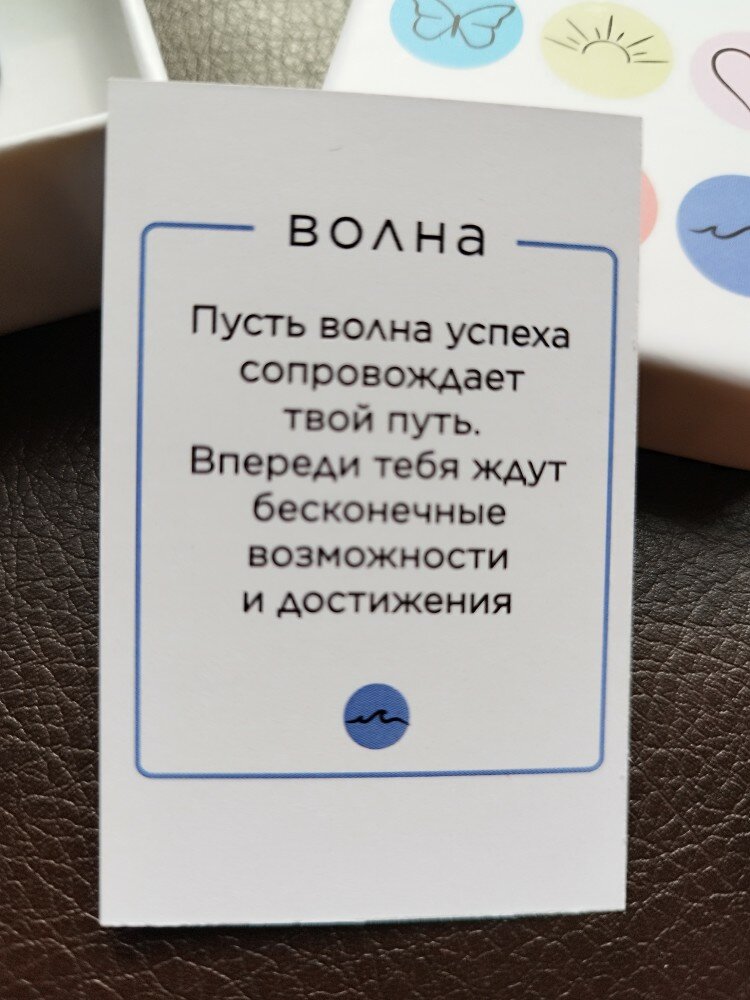 волна
Пусть волна успеха
сопровождает
твой путь.
Впереди тебя ждут
бесконечные
возможности
и достижения